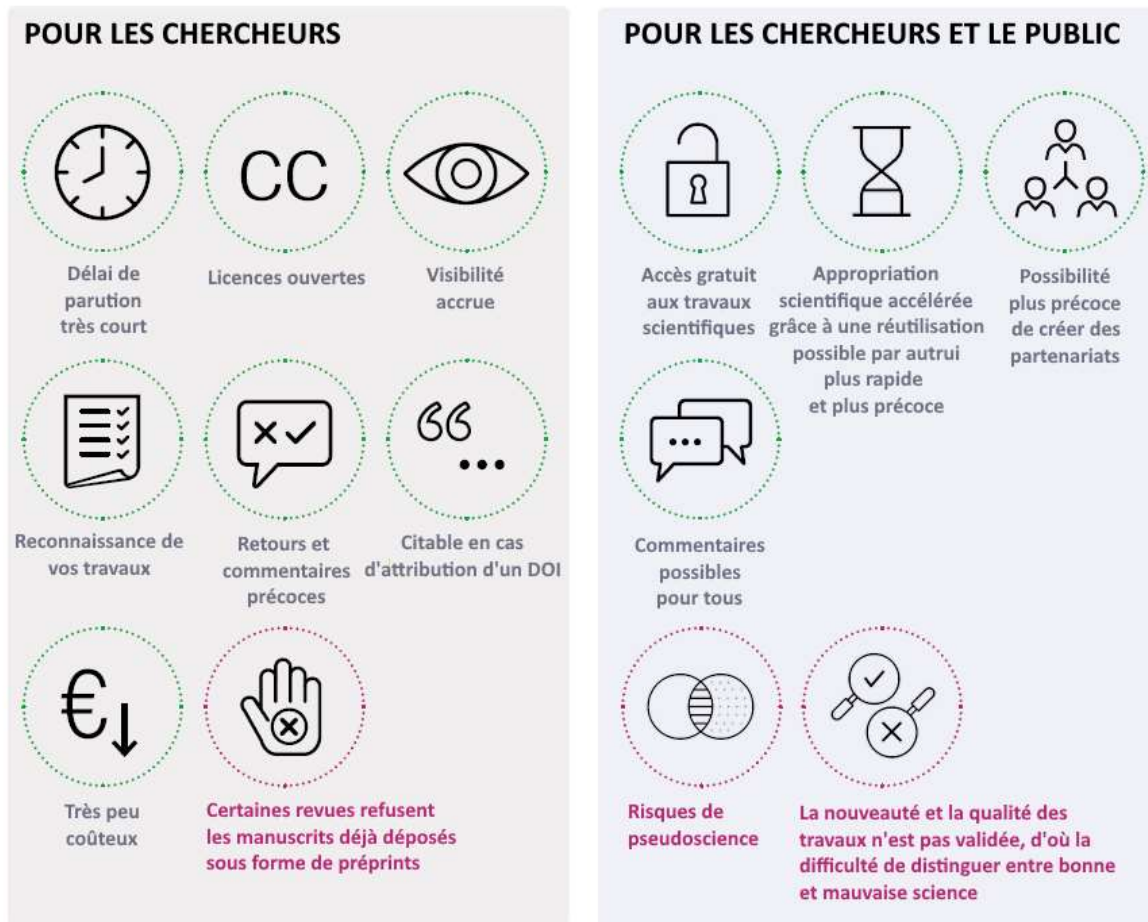 POUR LES CHERCHEURS
CC
Délai de
parution
très court
Licences ouvertes
Visibilité
accrue
Reconnaissance de
vos travaux
Retours et
commentaires
précoces
Citable en cas
d'attribution d'un DOI
€
Très peu
coûteux
Certaines revues refusent
les manuscrits déjà déposés
sous forme de préprints
POUR LES CHERCHEURS ET LE PUBLIC
Accès gratuit
aux travaux
scientifiques
Appropriation
scientifique accélérée
grâce à une réutilisation
possible par autrui
plus rapide
et plus précoce
Possibilité
plus précoce
de créer des
partenariats
Commentaires
possibles
pour tous
Risques de
pseudoscience
La nouveauté et la qualité des
travaux n'est pas validée, d'où la
difficulté de distinguer entre bonne
et mauvaise science